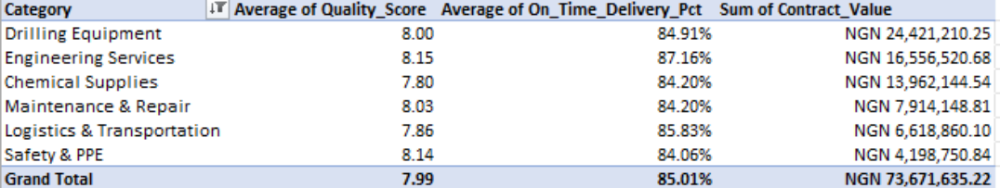 Category Average of Quality_Score Average of On_Time_Delivery_Pct Sum of Contract_Value
Drilling Equipment 8.00 84.91% NGN 24,421,210.25
Engineering Services 8.15 87.16% NGN 16,556,520.68
Chemical Supplies 7.80 84.20% NGN 13,962,144.54
Maintenance & Repair 8.03 84.20% NGN 7,914,148.81
Logistics & Transportation 7.86 85.83% NGN 6,618,860.10
Safety & PPE 8.14 84.06% NGN 4,198,750.84
Grand Total 7.99 85.01% NGN 73,671,635.22